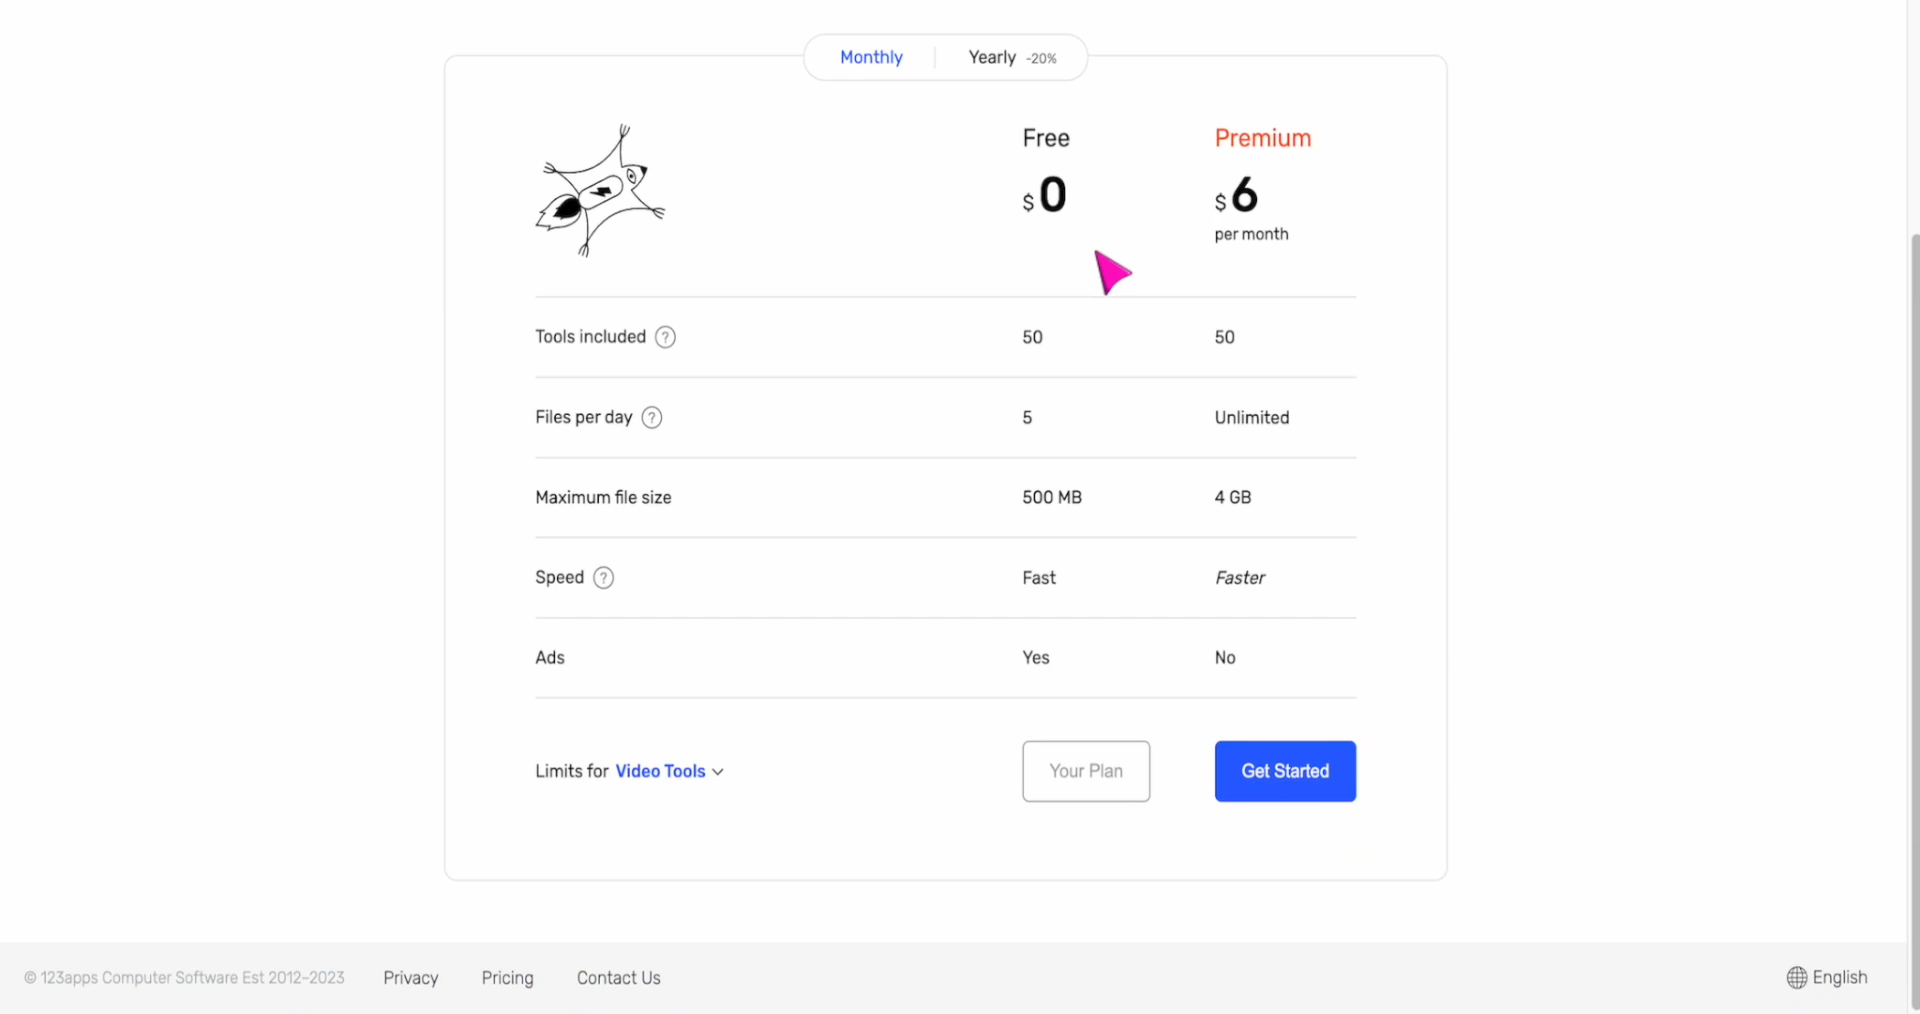 Monthly Yearly -20%
Free Premium
$0 $6
per month
Tools included ? 50 50
Files per day ? 5 Unlimited
Maximum file size 500 MB 4 GB
Speed ? Fast Faster
Ads Yes No
Limits for Video Tools Your Plan Get Started
© 123apps Computer Software Est 2012–2023 Privacy Pricing Contact Us English